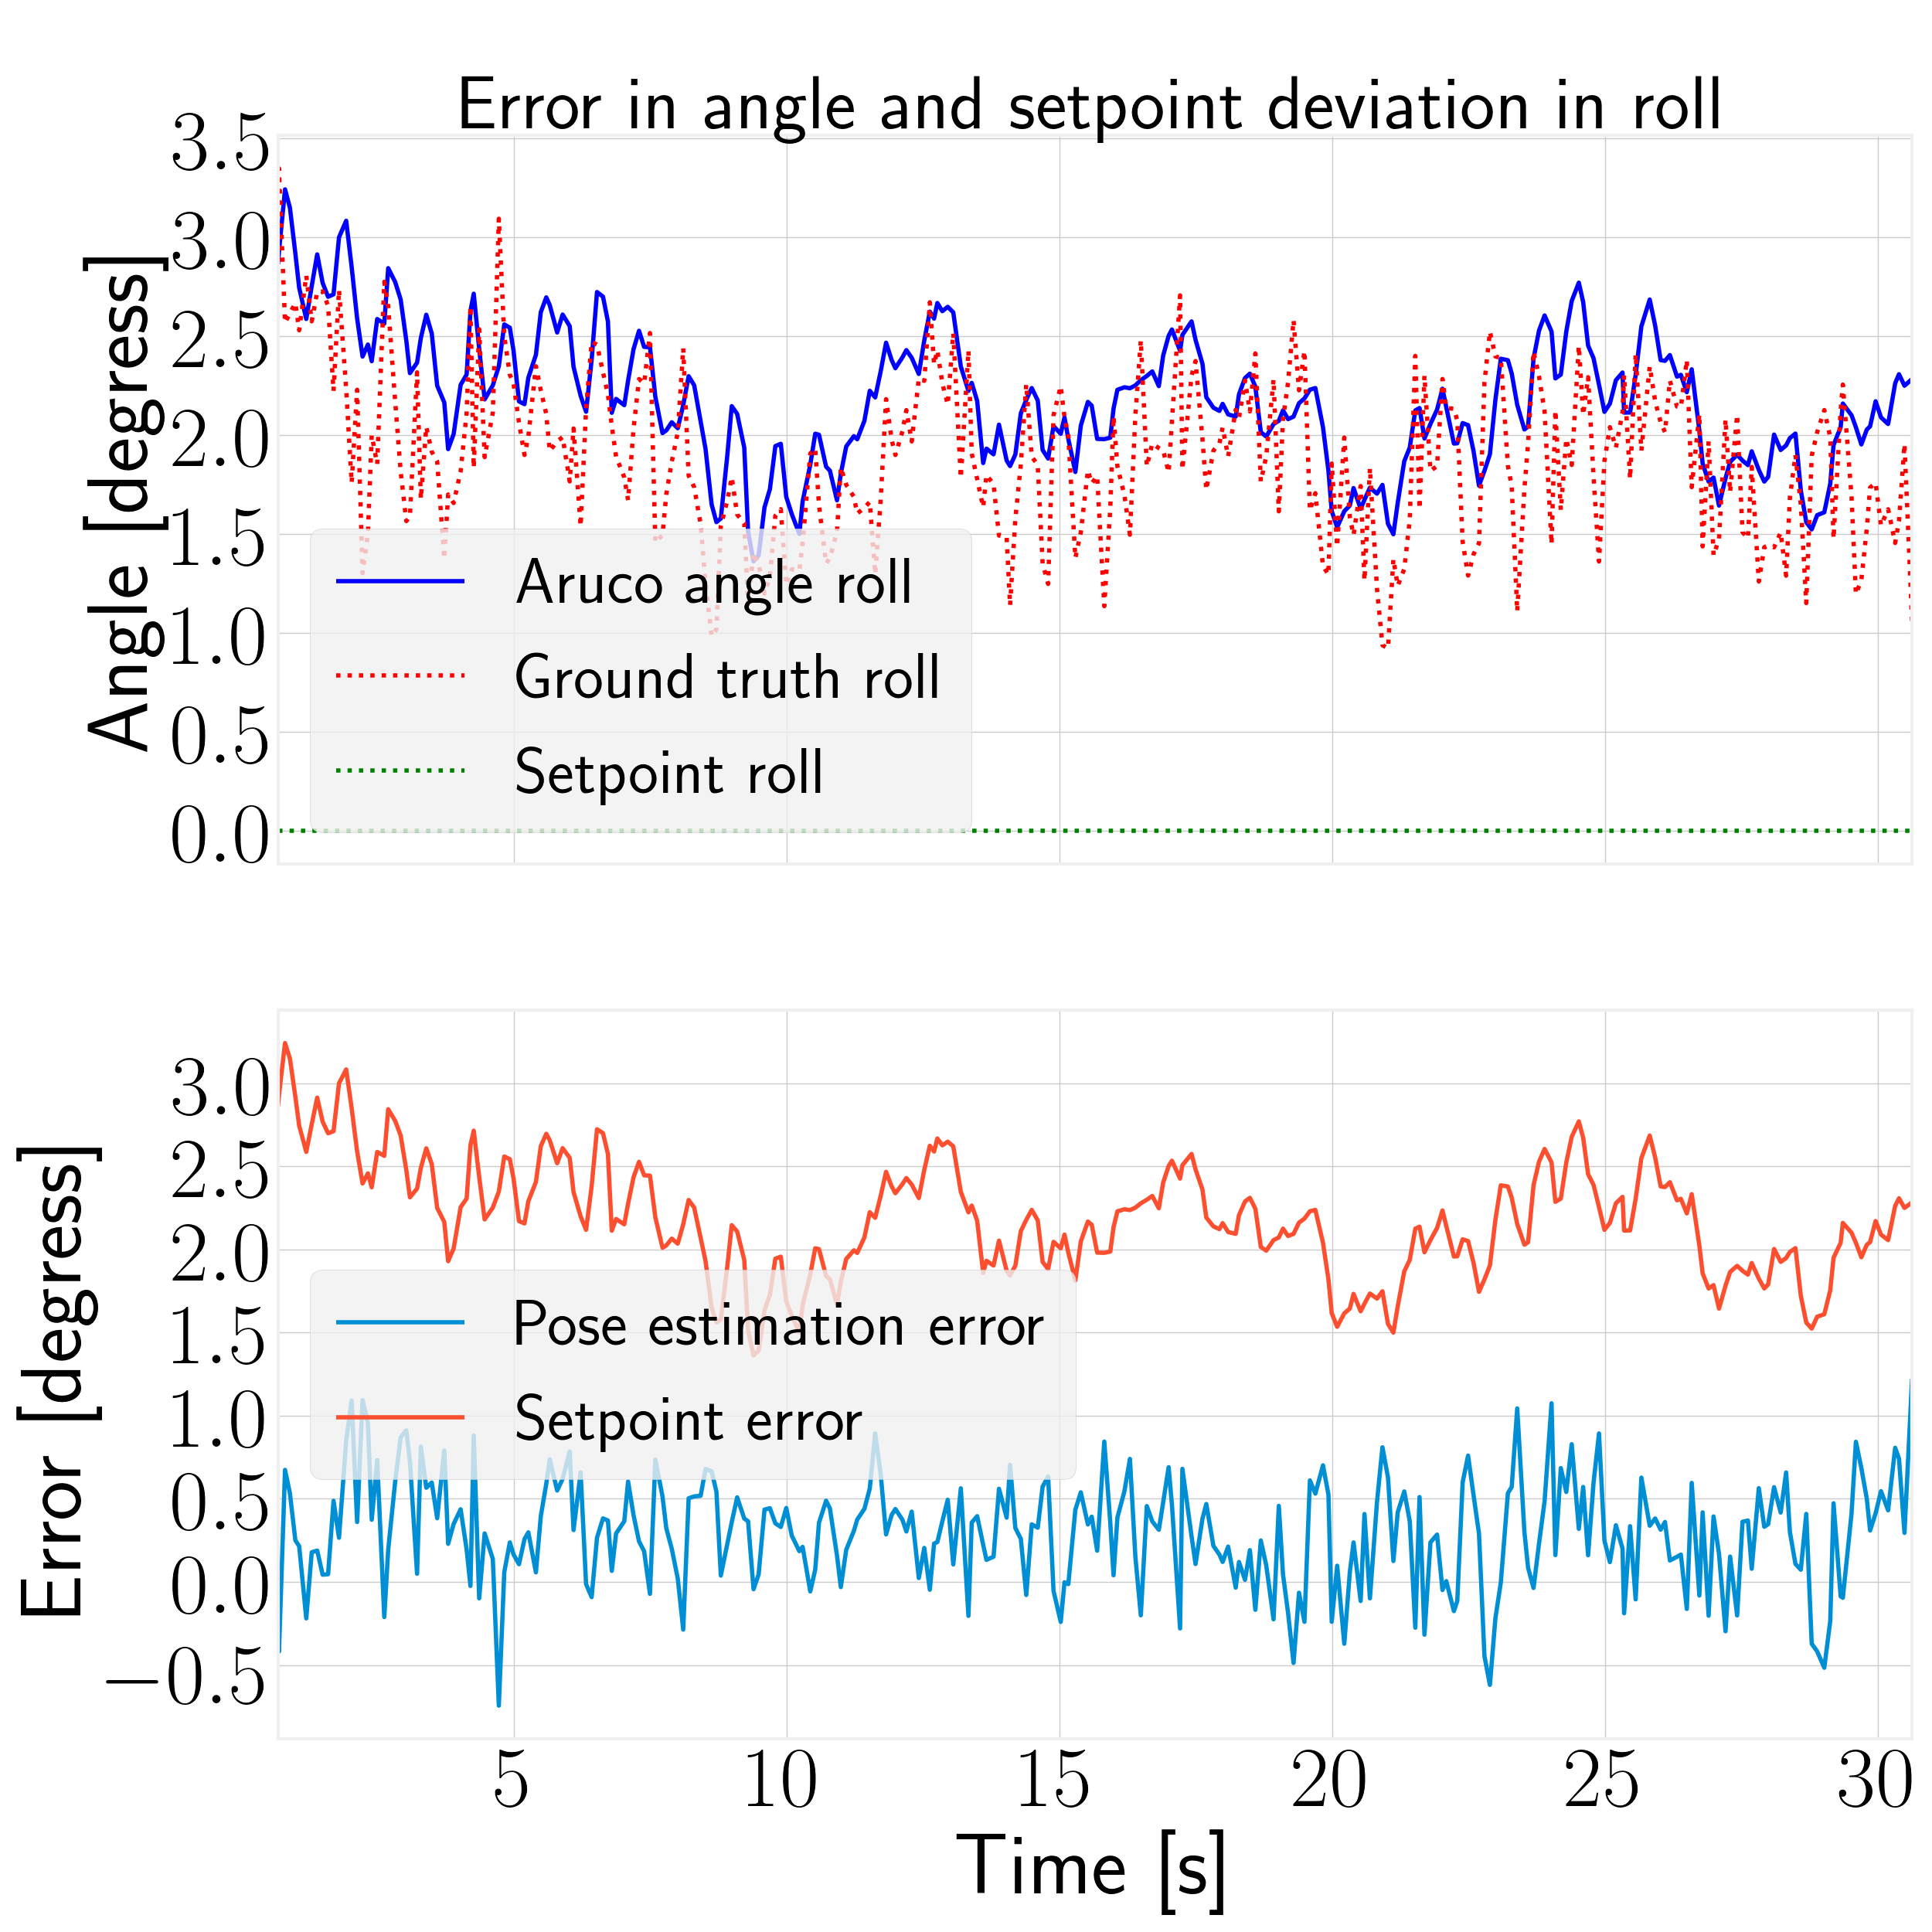 Error in angle and setpoint deviation in roll
Angle [degress]
3.5
3.0
2.5
2.0
1.5
1.0
0.5
0.0
Aruco angle roll
Ground truth roll
Setpoint roll
Error [degress]
3.0
2.5
2.0
1.5
1.0
0.5
0.0
−0.5
Pose estimation error
Setpoint error
5 10 15 20 25 30
Time [s]